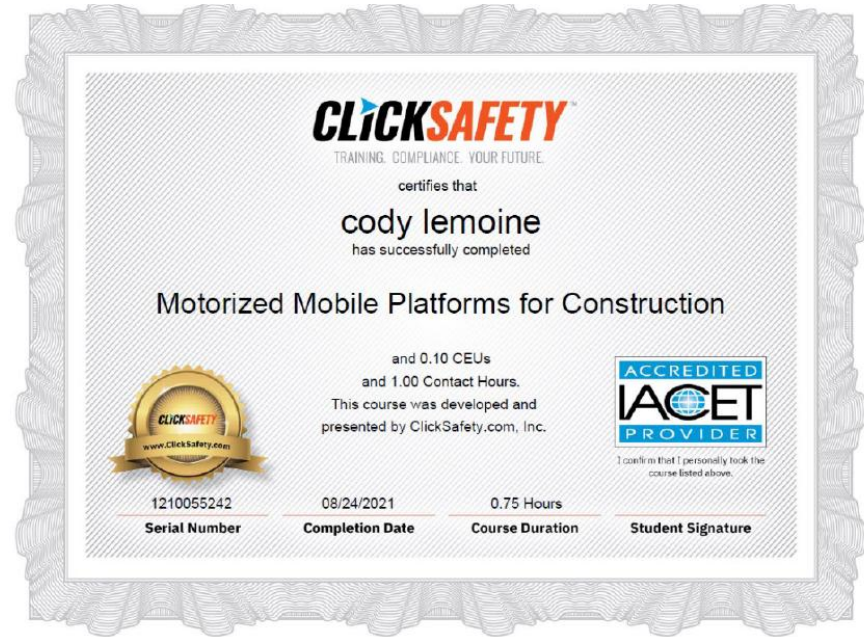 CLICKSAFETY
TRAINING. COMPLIANCE. YOUR FUTURE.
certifies that
cody lemoine
has successfully completed
Motorized Mobile Platforms for Construction
and 0.10 CEUs
and 1.00 Contact Hours.
This course was developed and
presented by ClickSafety.com, Inc.
CLICKSAFETY
www.ClickSafety.com
ACCREDITED
IACET
PROVIDER
I confirm that I personally took the
course listed above.
1210055242 08/24/2021 0.75 Hours
Serial Number Completion Date Course Duration Student Signature